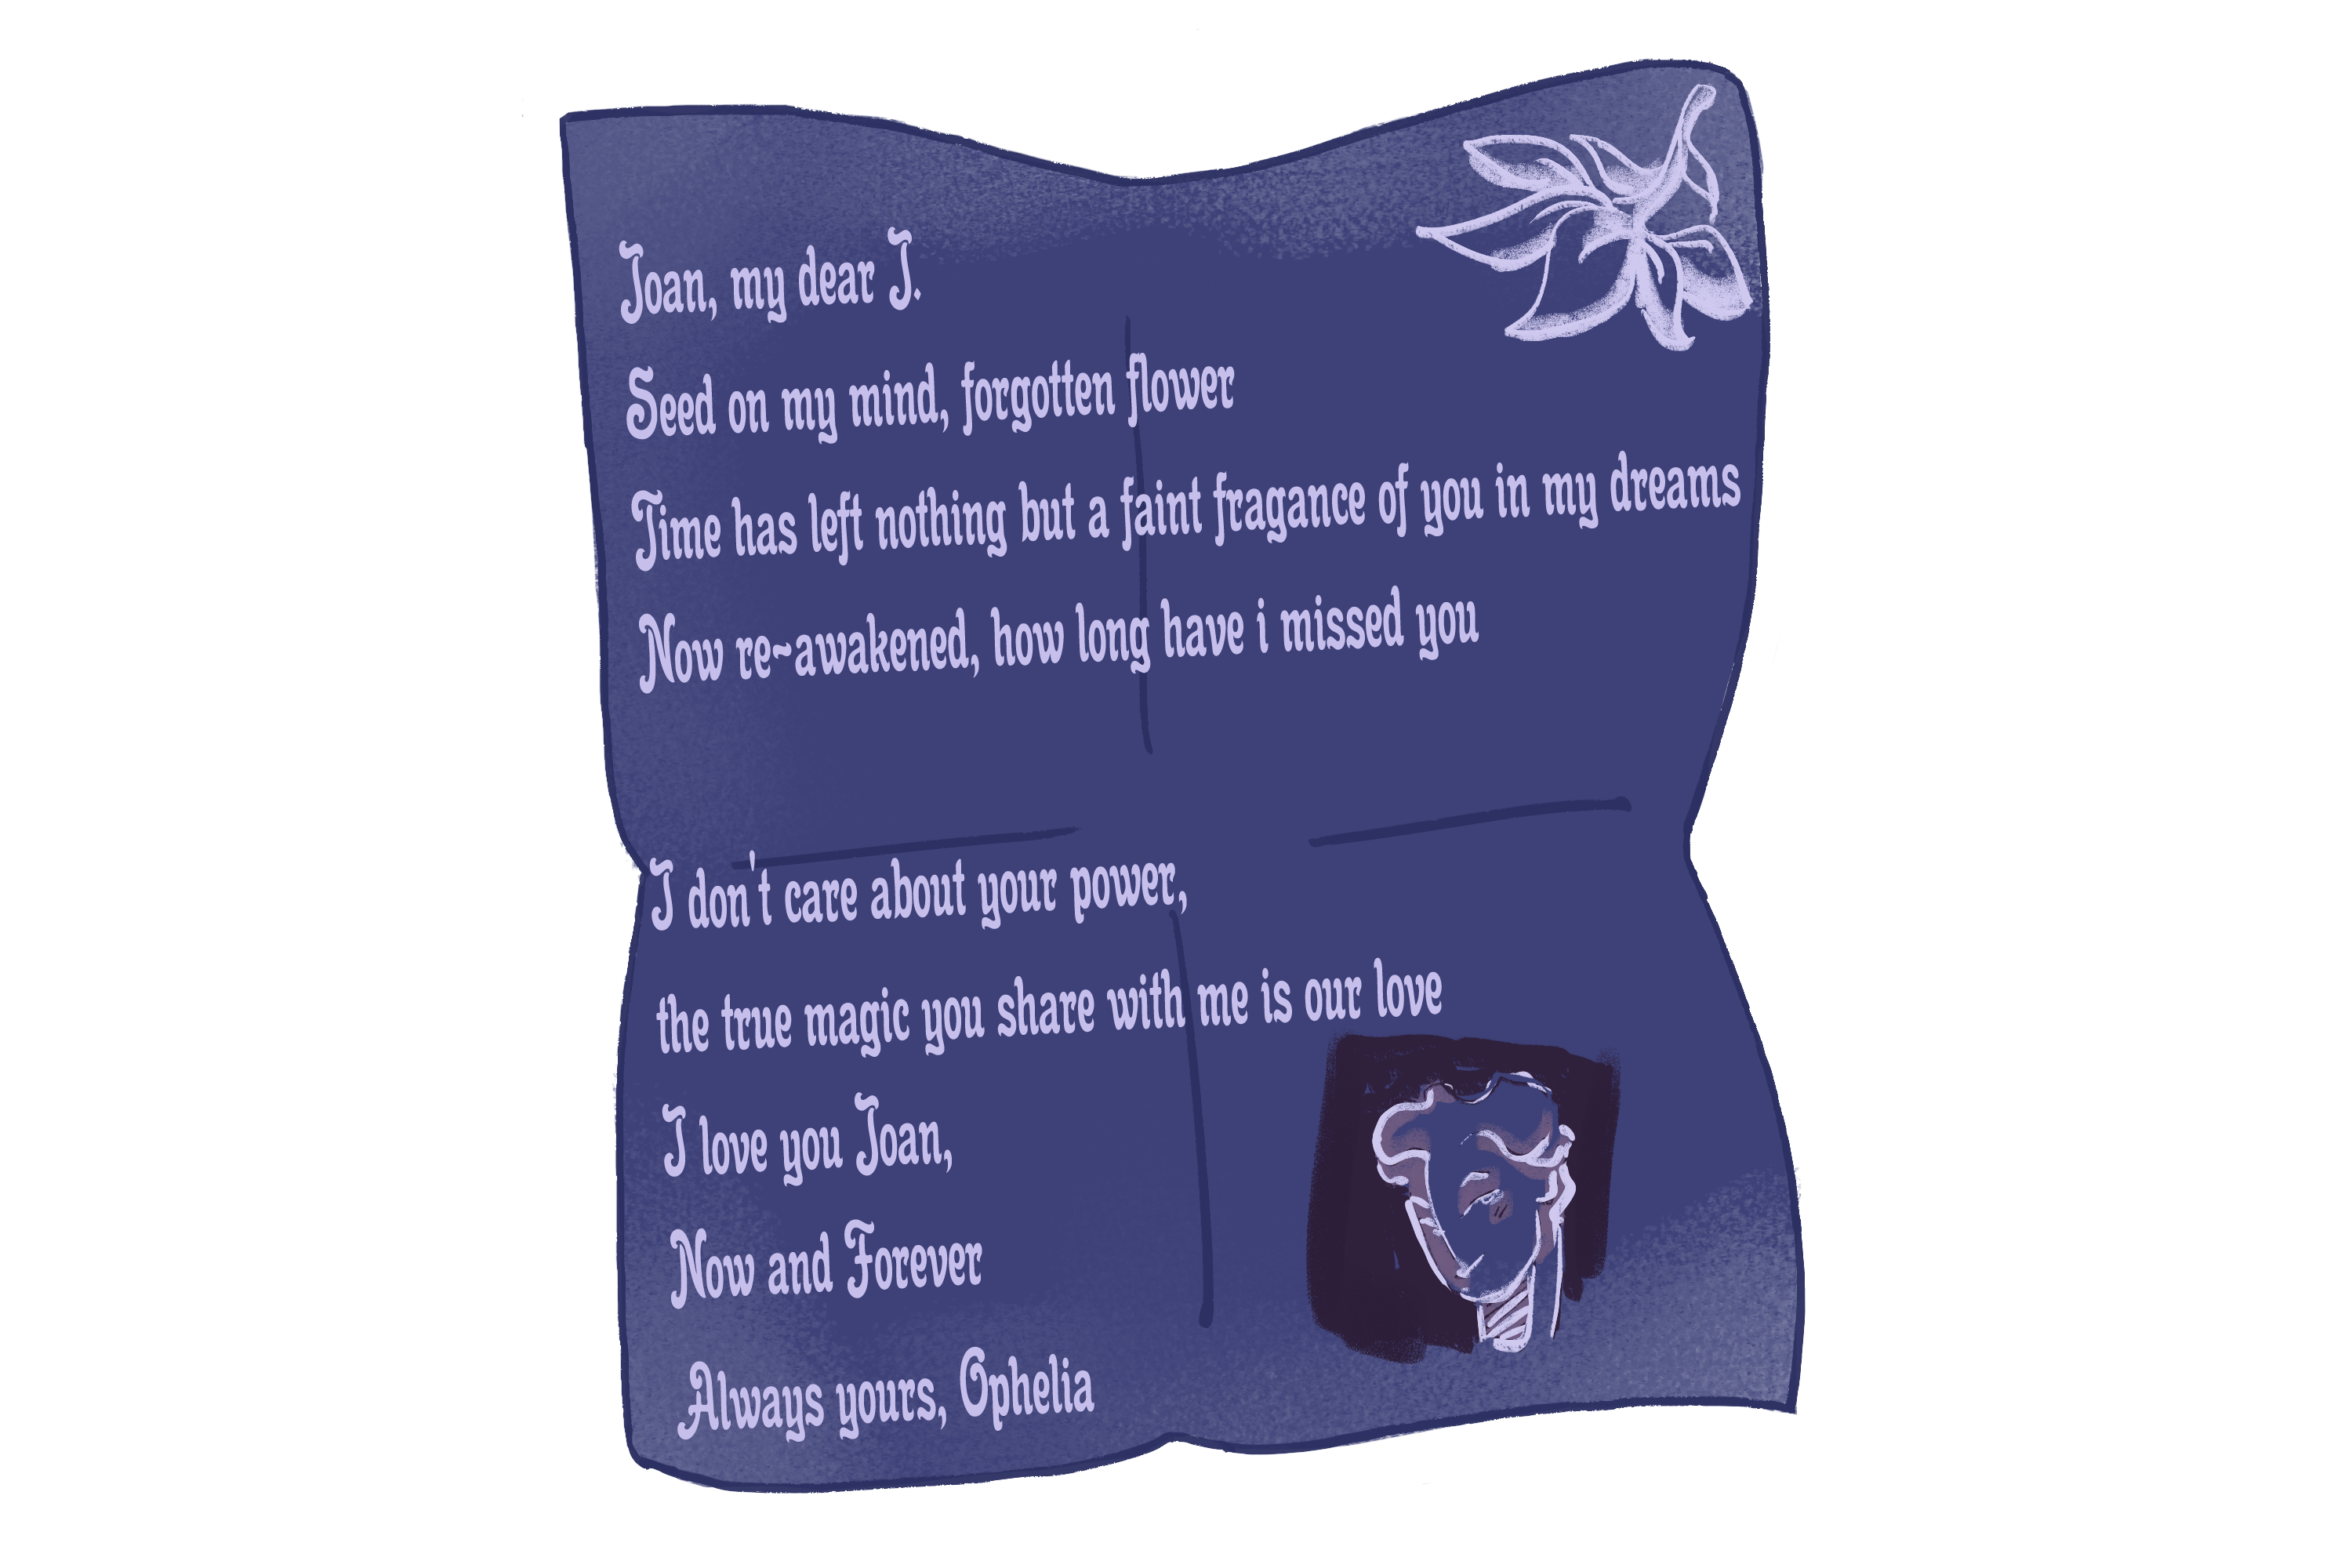 Joan, my dear J.
Seed on my mind, forgotten flower
Time has left nothing but a faint fragance of you in my dreams
Now re~awakened, how long have i missed you
I don't care about your power,
the true magic you share with me is our love
I love you Joan,
Now and Forever
Always yours, Ophelia